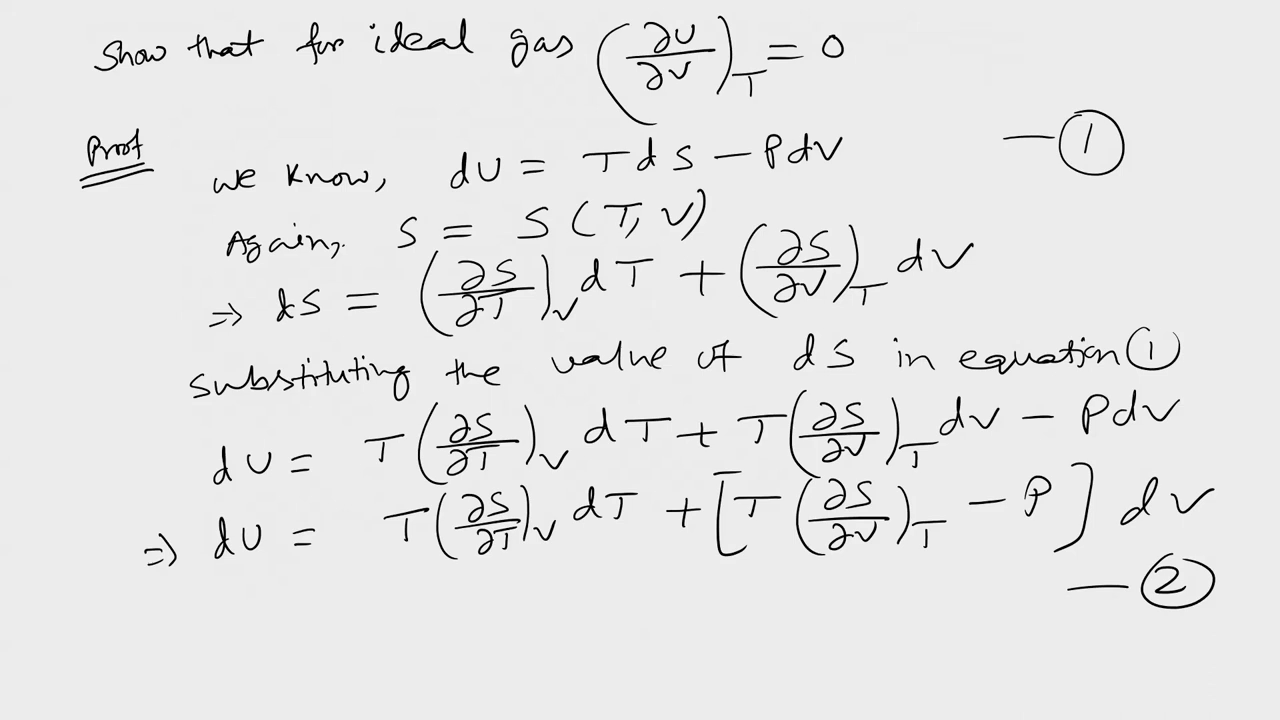 Show that for ideal gas (∂U/∂V)_T = 0
Proof
We know, dU = TdS − PdV —①
Again, S = S(T, V)
⇒ dS = (∂S/∂T)_V dT + (∂S/∂V)_T dV
substituting the value of dS in equation ①
dU = T(∂S/∂T)_V dT + T(∂S/∂V)_T dV − PdV
⇒ dU = T(∂S/∂T)_V dT + [T(∂S/∂V)_T − P] dV
—②